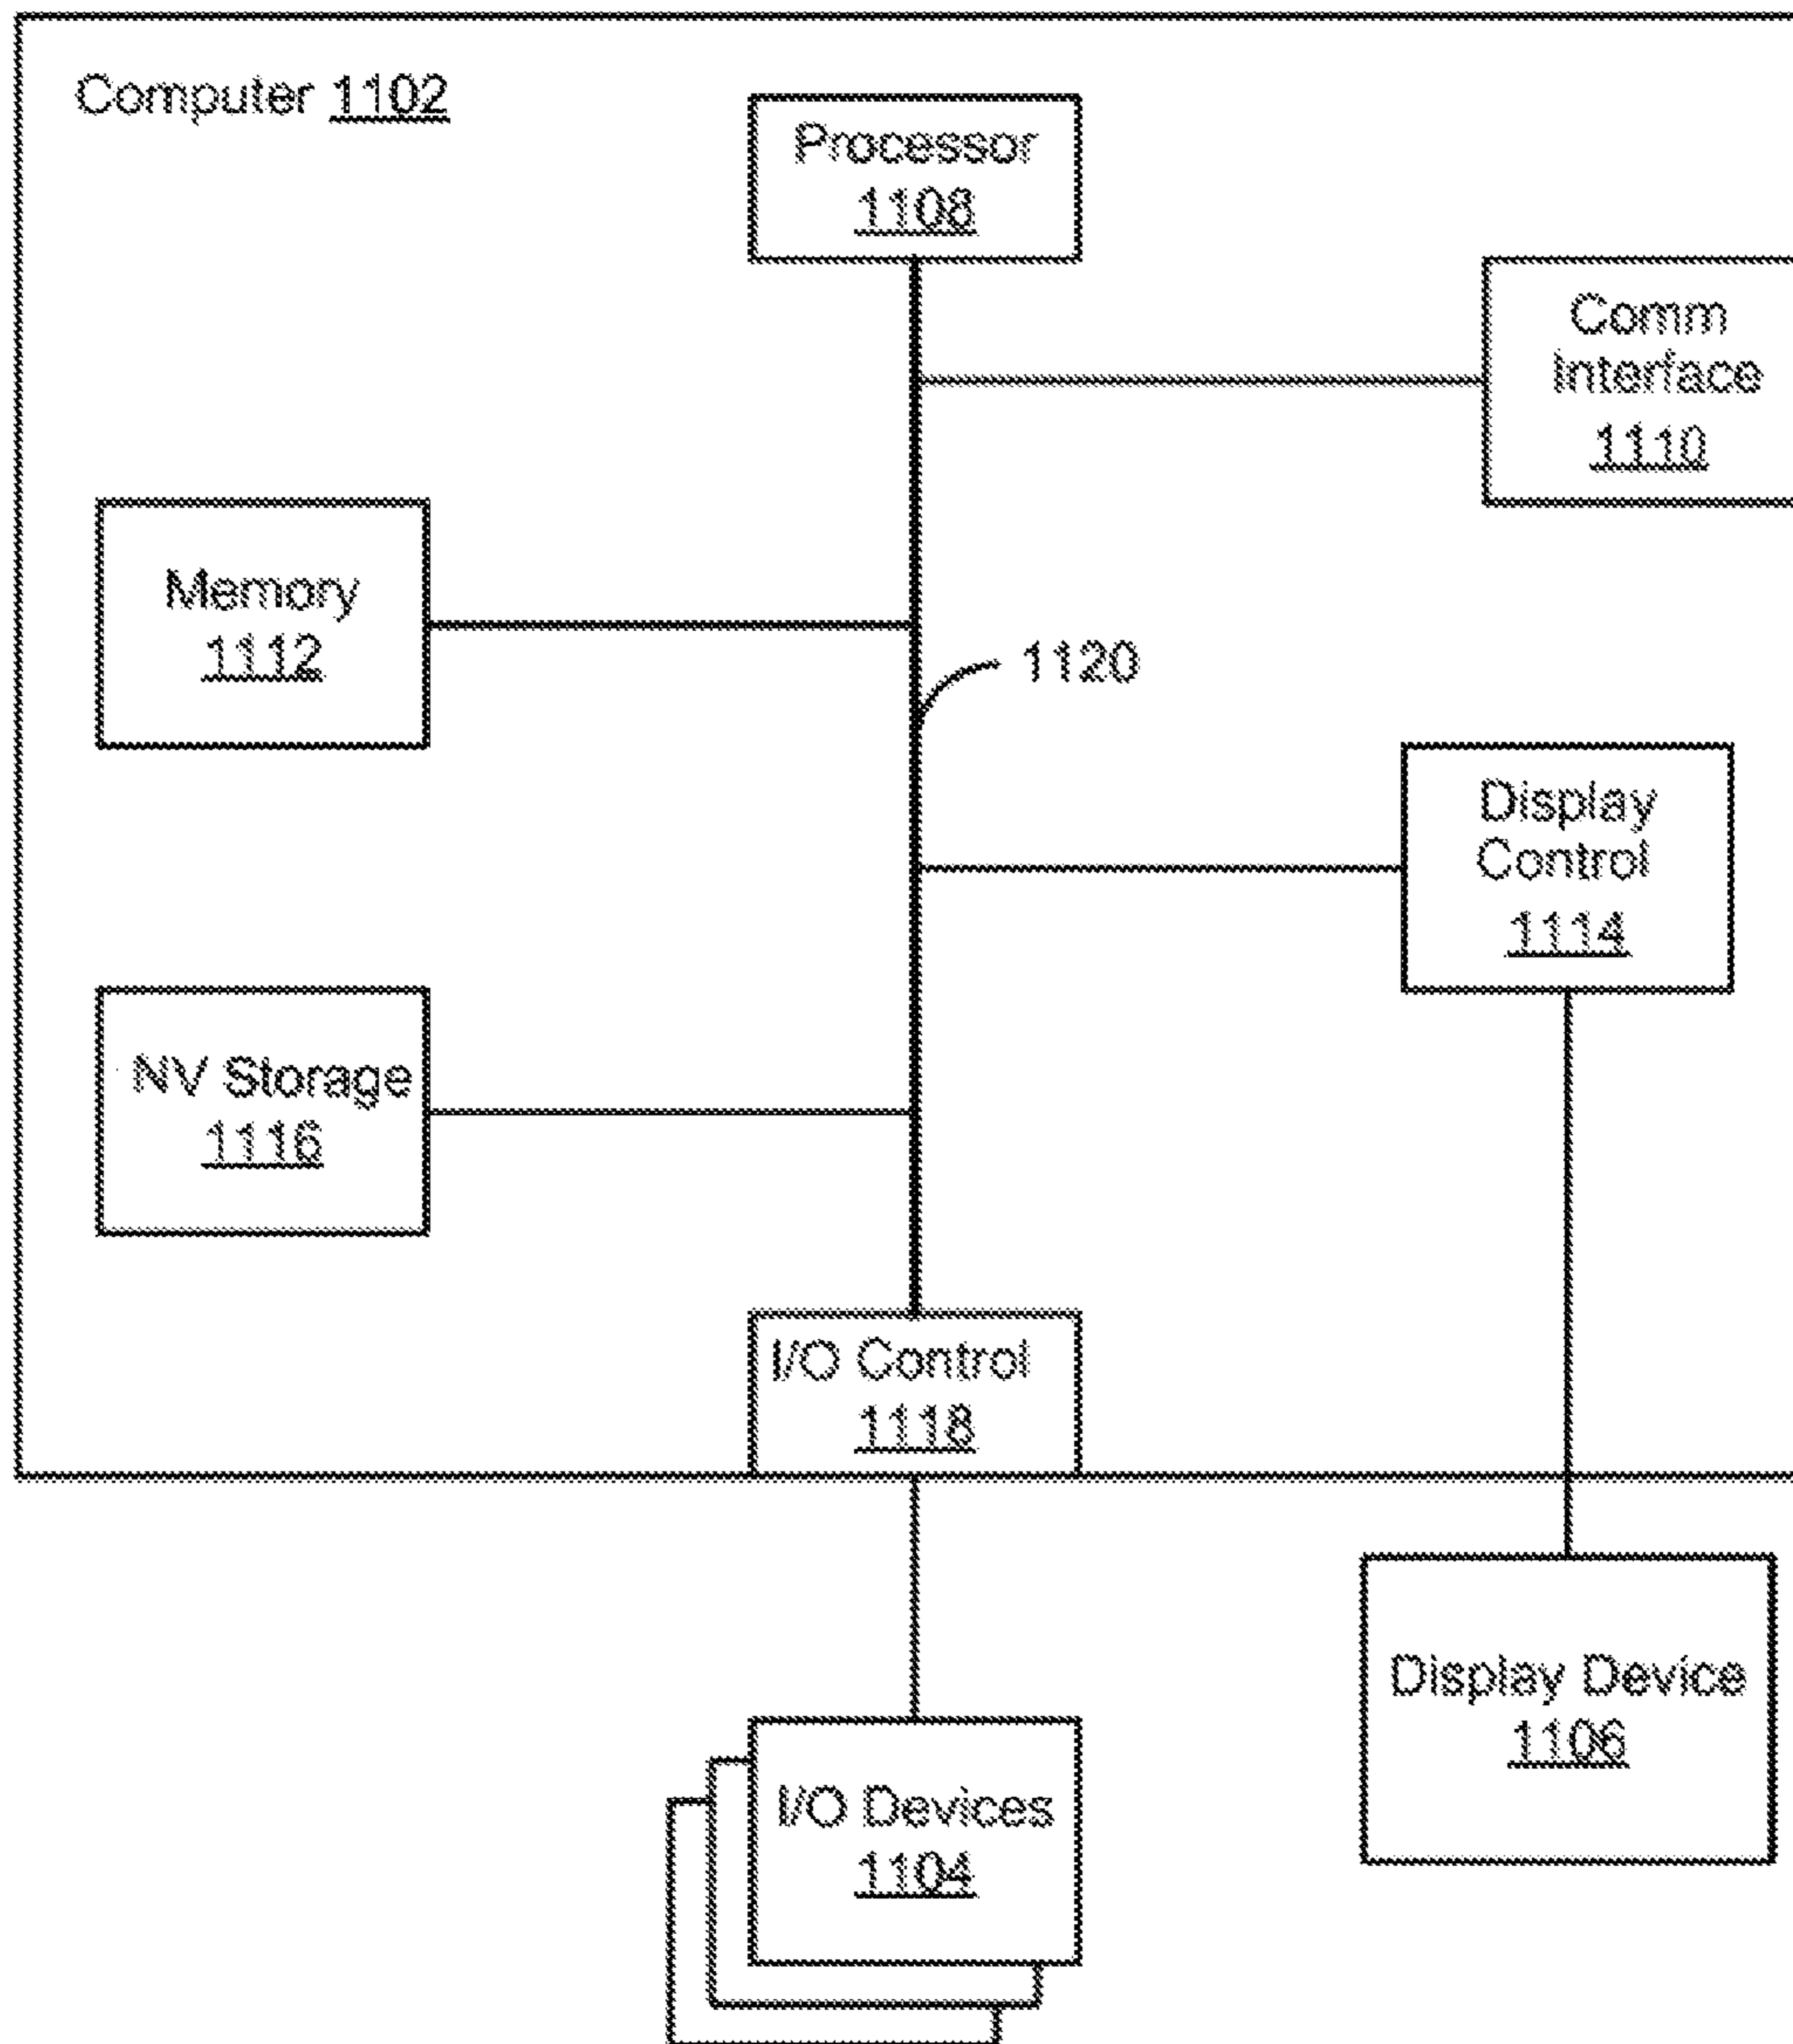 Computer 1102
Processor
1108
Comm
Interface
1110
Memory
1112
1120
Display
Control
1114
NV Storage
1116
I/O Control
1118
Display Device
1106
I/O Devices
1104